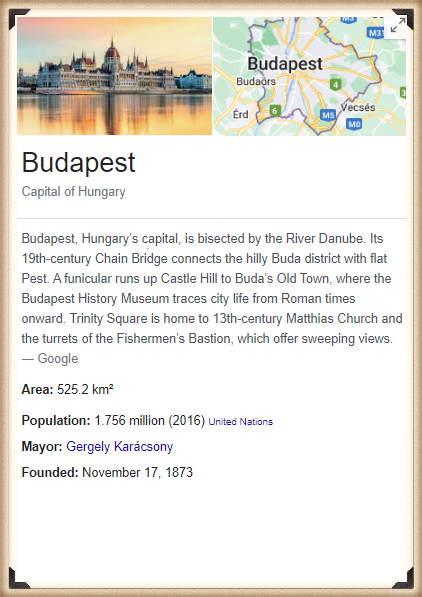 M31
Budapest
Budaörs
4
3
Érd
6
M5
Vecsés
M0
Budapest
Capital of Hungary
Budapest, Hungary’s capital, is bisected by the River Danube. Its
19th-century Chain Bridge connects the hilly Buda district with flat
Pest. A funicular runs up Castle Hill to Buda’s Old Town, where the
Budapest History Museum traces city life from Roman times
onward. Trinity Square is home to 13th-century Matthias Church and
the turrets of the Fishermen’s Bastion, which offer sweeping views.
— Google
Area: 525.2 km²
Population: 1.756 million (2016) United Nations
Mayor: Gergely Karácsony
Founded: November 17, 1873